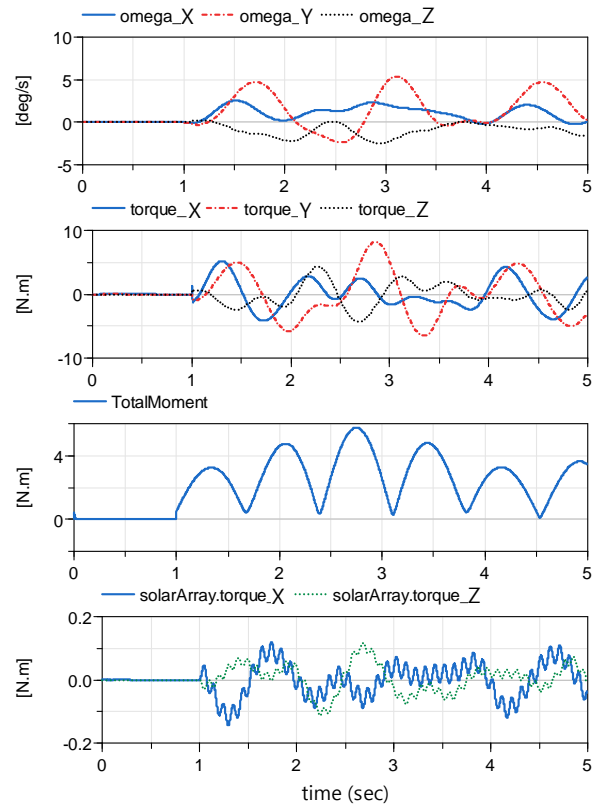 omega_X omega_Y omega_Z
10
5
0
-5
[deg/s]
0 1 2 3 4 5
torque_X torque_Y torque_Z
10
0
-10
[N.m]
0 1 2 3 4 5
TotalMoment
4
0
[N.m]
0 1 2 3 4 5
solarArray.torque_X solarArray.torque_Z
0.2
0.0
-0.2
[N.m]
0 1 2 3 4 5
time (sec)